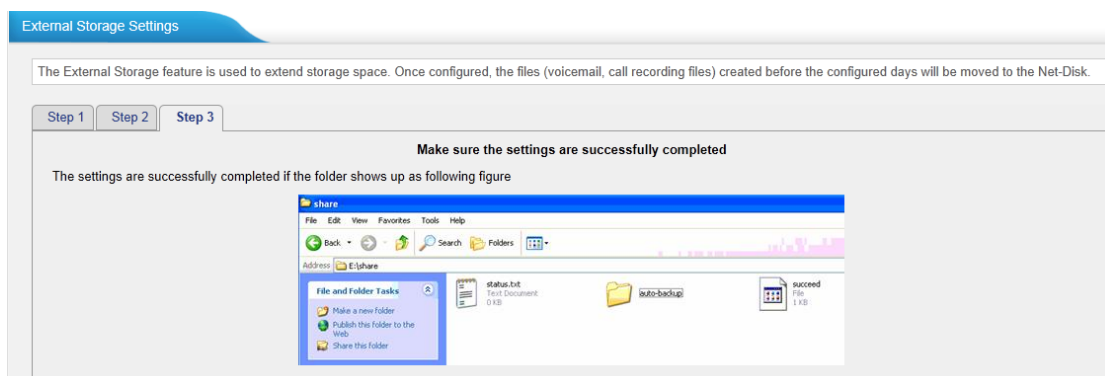 External Storage Settings
The External Storage feature is used to extend storage space. Once configured, the files (voicemail, call recording files) created before the configured days will be moved to the Net-Disk.
Step 1 Step 2 Step 3
Make sure the settings are successfully completed
The settings are successfully completed if the folder shows up as following figure
share
File Edit View Favorites Tools Help
Back Search Folders
Address E:\share
File and Folder Tasks
Make a new folder
Publish this folder to the
Web
Share this folder
status.txt
Text Document
0 KB
auto-backup
succeed
File
1 KB